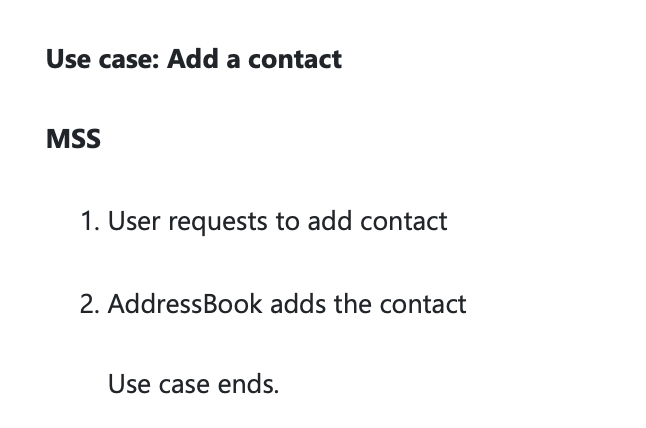 Use case: Add a contact
MSS
1. User requests to add contact
2. AddressBook adds the contact
Use case ends.